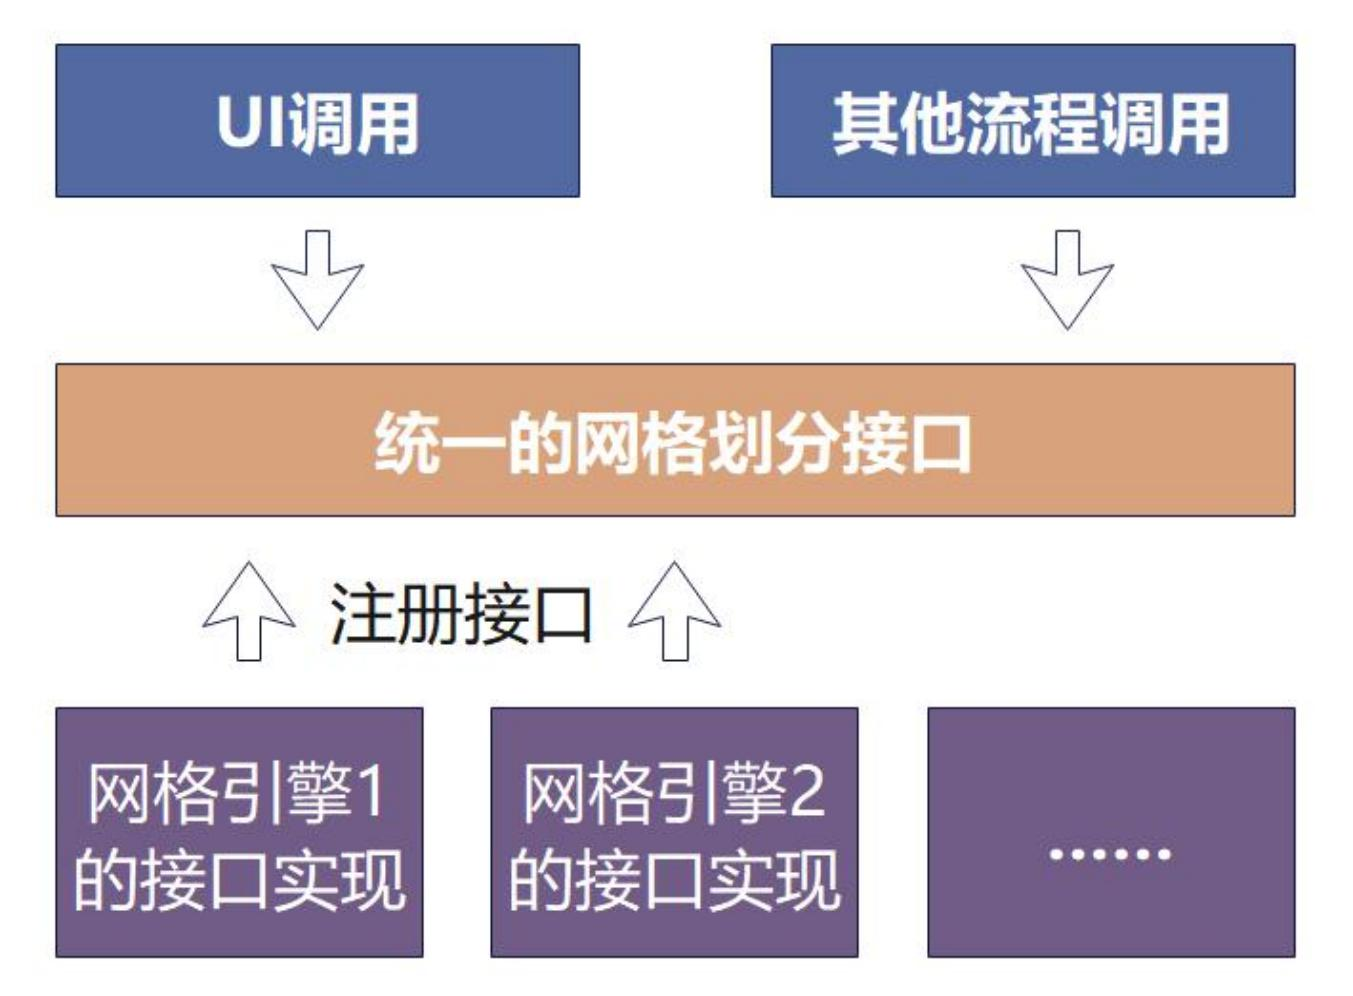 UI调用
其他流程调用
统一的网格划分接口
注册接口
网格引擎1
的接口实现
网格引擎2
的接口实现
……